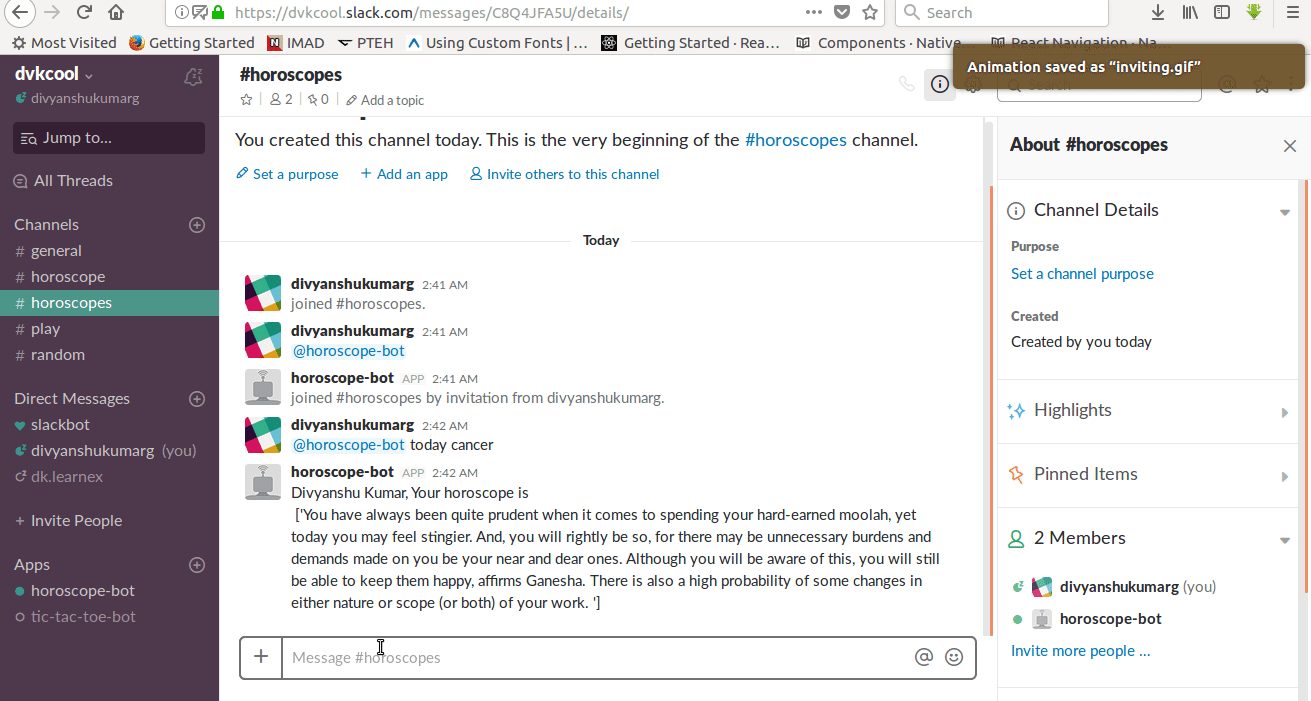 https://dvkcool.slack.com/messages/C8Q4JFA5U/details/
Search
Most Visited
Getting Started
IMAD
PTEH
Using Custom Fonts | ...
Getting Started · Rea...
Components · Native...
React Navigation · Na...
Animation saved as “inviting.gif”
dvkcool
divyanshukumarg
Jump to...
All Threads
Channels
# general
# horoscope
# horoscopes
# play
# random
Direct Messages
slackbot
divyanshukumarg (you)
dk.learnex
+ Invite People
Apps
horoscope-bot
tic-tac-toe-bot
#horoscopes
2
0
Add a topic
Search
You created this channel today. This is the very beginning of the #horoscopes channel.
Set a purpose
+ Add an app
Invite others to this channel
Today
divyanshukumarg 2:41 AM
joined #horoscopes.
divyanshukumarg 2:41 AM
@horoscope-bot
horoscope-bot APP 2:41 AM
joined #horoscopes by invitation from divyanshukumarg.
divyanshukumarg 2:42 AM
@horoscope-bot today cancer
horoscope-bot APP 2:42 AM
Divyanshu Kumar, Your horoscope is
['You have always been quite prudent when it comes to spending your hard-earned moolah, yet
today you may feel stingier. And, you will rightly be so, for there may be unnecessary burdens and
demands made on you be your near and dear ones. Although you will be aware of this, you will still
be able to keep them happy, affirms Ganesha. There is also a high probability of some changes in
either nature or scope (or both) of your work. ']
+
Message #horoscopes
@
About #horoscopes
Channel Details
Purpose
Set a channel purpose
Created
Created by you today
Highlights
Pinned Items
2 Members
divyanshukumarg (you)
horoscope-bot
Invite more people ...